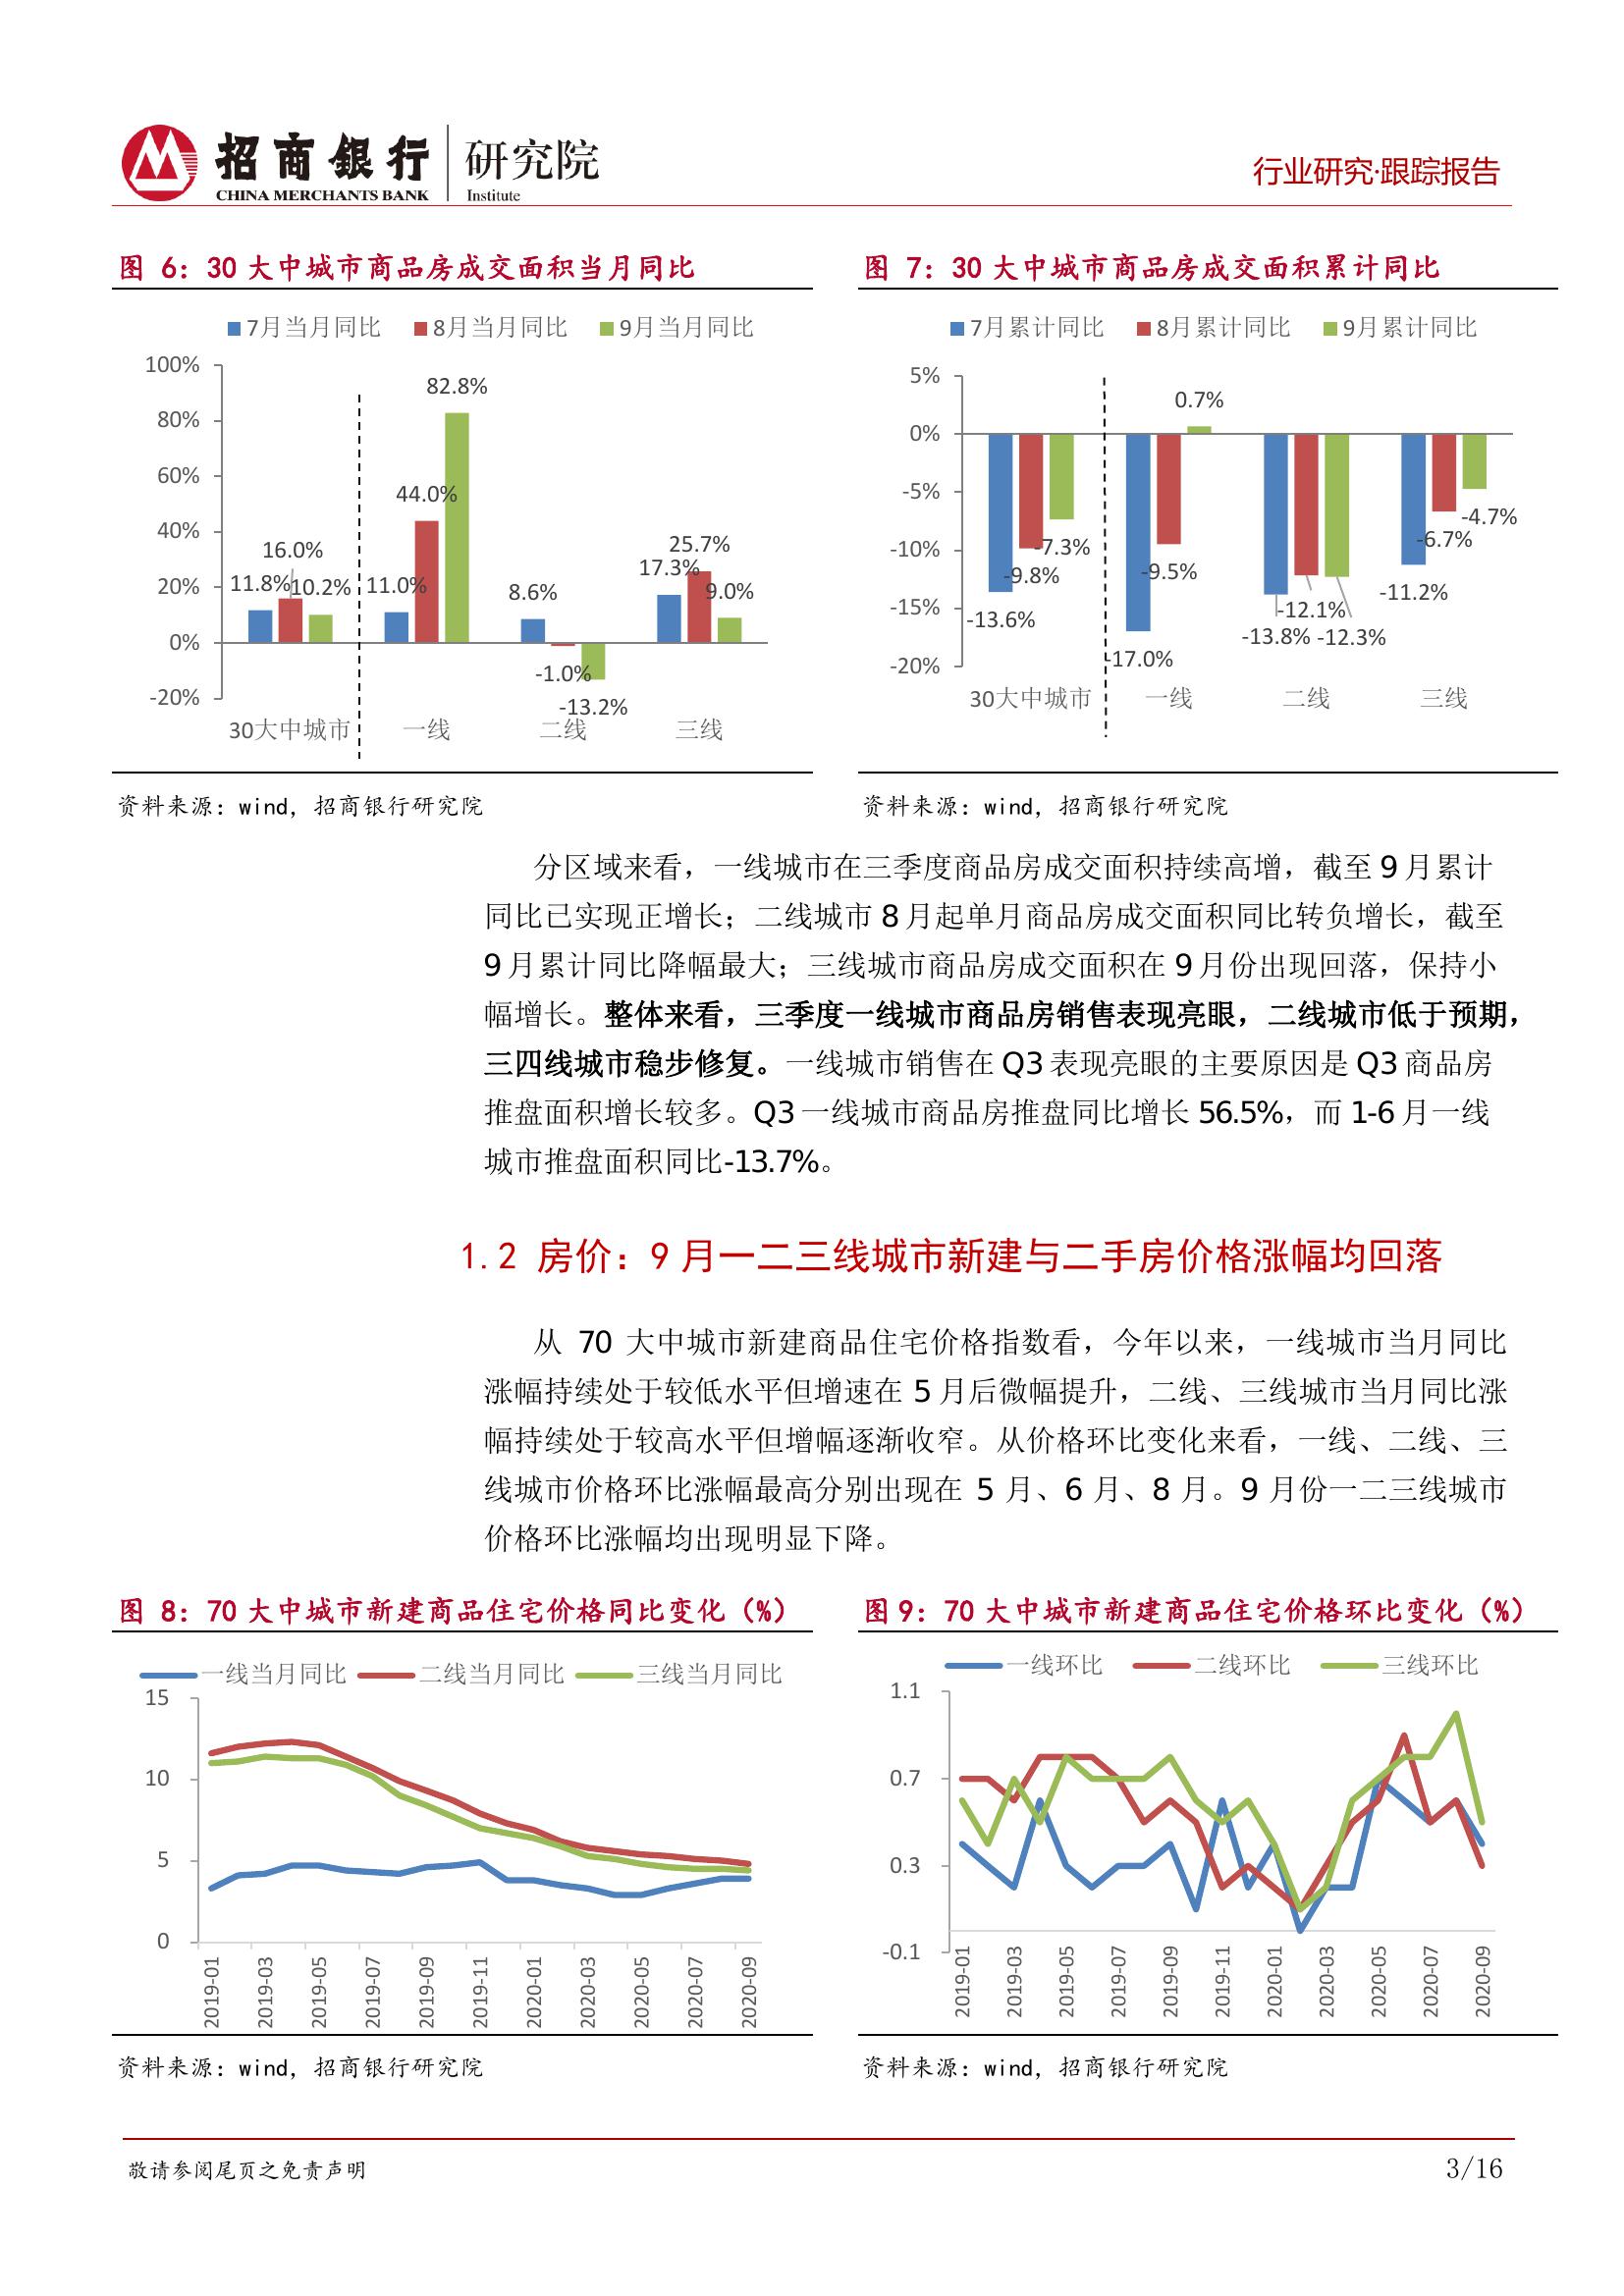 招商银行 研究院
CHINA MERCHANTS BANK Institute
行业研究·跟踪报告
图 6：30 大中城市商品房成交面积当月同比
7月当月同比 8月当月同比 9月当月同比
100%
80%
60%
40%
20%
0%
-20%
11.8%
16.0%
10.2%
11.0%
44.0%
82.8%
8.6%
-1.0%
-13.2%
17.3%
25.7%
9.0%
30大中城市 一线 二线 三线
资料来源：wind，招商银行研究院
图 7：30 大中城市商品房成交面积累计同比
7月累计同比 8月累计同比 9月累计同比
5%
0%
-5%
-10%
-15%
-20%
-13.6%
-9.8%
-7.3%
-17.0%
-9.5%
0.7%
-13.8%
-12.1%
-12.3%
-11.2%
-6.7%
-4.7%
30大中城市 一线 二线 三线
资料来源：wind，招商银行研究院
分区域来看，一线城市在三季度商品房成交面积持续高增，截至 9 月累计
同比已实现正增长；二线城市 8 月起单月商品房成交面积同比转负增长，截至
9 月累计同比降幅最大；三线城市商品房成交面积在 9 月份出现回落，保持小
幅增长。整体来看，三季度一线城市商品房销售表现亮眼，二线城市低于预期，
三四线城市稳步修复。一线城市销售在 Q3 表现亮眼的主要原因是 Q3 商品房
推盘面积增长较多。Q3 一线城市商品房推盘同比增长 56.5%，而 1-6 月一线
城市推盘面积同比-13.7%。
1.2 房价：9 月一二三线城市新建与二手房价格涨幅均回落
从 70 大中城市新建商品住宅价格指数看，今年以来，一线城市当月同比
涨幅持续处于较低水平但增速在 5 月后微幅提升，二线、三线城市当月同比涨
幅持续处于较高水平但增幅逐渐收窄。从价格环比变化来看，一线、二线、三
线城市价格环比涨幅最高分别出现在 5 月、6 月、8 月。9 月份一二三线城市
价格环比涨幅均出现明显下降。
图 8：70 大中城市新建商品住宅价格同比变化（%）
一线当月同比 二线当月同比 三线当月同比
15
10
5
0
2019-01 2019-03 2019-05 2019-07 2019-09 2019-11 2020-01 2020-03 2020-05 2020-07 2020-09
资料来源：wind，招商银行研究院
图 9：70 大中城市新建商品住宅价格环比变化（%）
一线环比 二线环比 三线环比
1.1
0.7
0.3
-0.1
2019-01 2019-03 2019-05 2019-07 2019-09 2019-11 2020-01 2020-03 2020-05 2020-07 2020-09
资料来源：wind，招商银行研究院
敬请参阅尾页之免责声明
3/16